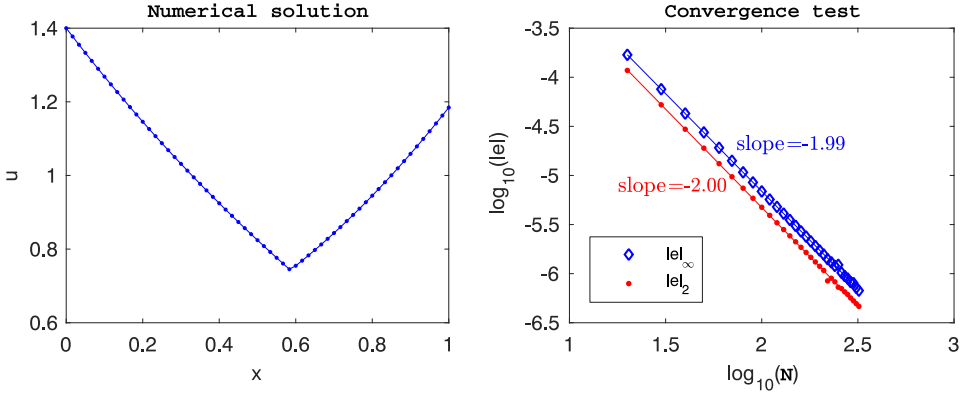 Numerical solution
1.4
1.2
1
0.8
0.6
u
0
0.2
0.4
0.6
0.8
1
x
Convergence test
-3.5
-4
-4.5
-5
-5.5
-6
-6.5
log10(|e|)
slope=-1.99
slope=-2.00
|e|∞
|e|2
1
1.5
2
2.5
3
log10(N)